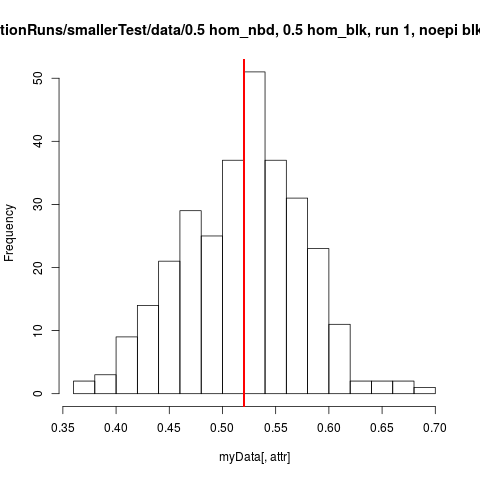 tionRuns/smallerTest/data/0.5 hom_nbd, 0.5 hom_blk, run 1, noepi blk
Frequency
50
40
30
20
10
0
0.35 0.40 0.45 0.50 0.55 0.60 0.65 0.70
myData[, attr]